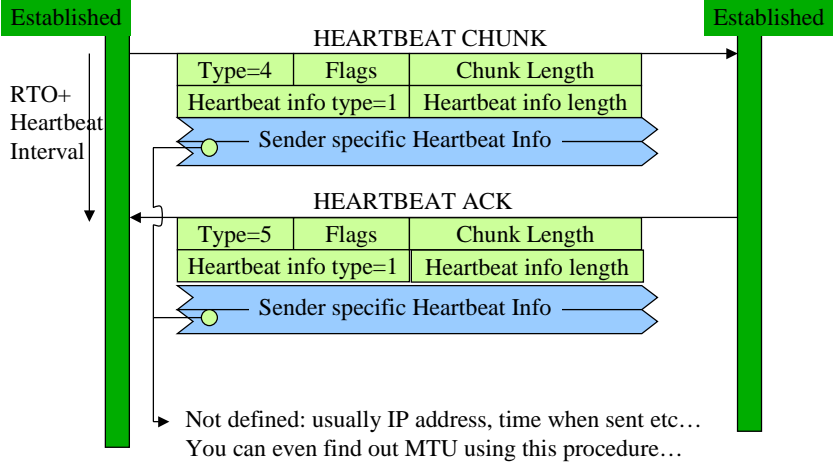 Established
Established
HEARTBEAT CHUNK
Type=4 Flags Chunk Length
Heartbeat info type=1 Heartbeat info length
Sender specific Heartbeat Info
RTO+
Heartbeat
Interval
HEARTBEAT ACK
Type=5 Flags Chunk Length
Heartbeat info type=1 Heartbeat info length
Sender specific Heartbeat Info
Not defined: usually IP address, time when sent etc…
You can even find out MTU using this procedure…